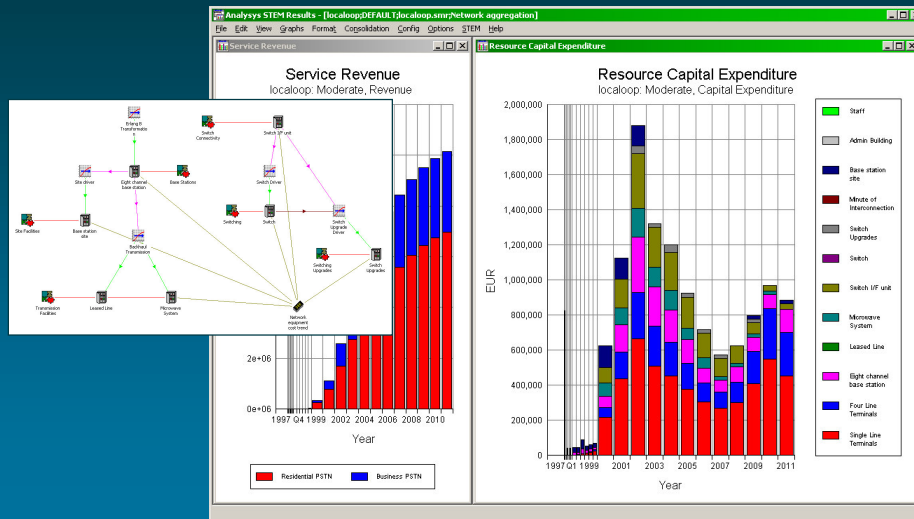 Analysys STEM Results - [localoop;DEFAULT;localoop.smr;Network aggregation]
File Edit View Graphs Format Consolidation Config Options STEM Help
Service Revenue
Resource Capital Expenditure
Service Revenue
localoop: Moderate, Revenue
2e+06
0e+06
1997 Q4 1999 2002 2004 2006 2008 2010
Year
Residential PSTN
Business PSTN
Erlang B
Transformatio
n
Switch
Connectivity
Switch I/F unit
Site driver
Eight channel
base station
Base Stations
Switch Driver
Site Facilities
Base station
site
Switching
Switch
Switch
Upgrade
Driver
Backhaul
Transmission
Switching
Upgrades
Switch
Upgrades
Transmission
Facilities
Leased Line
Microwave
System
Network
equipment
cost trend
Resource Capital Expenditure
localoop: Moderate, Capital Expenditure
2,000,000
1,800,000
1,600,000
1,400,000
1,200,000
1,000,000
800,000
600,000
400,000
200,000
0
EUR
1997 Q1 1999 2001 2003 2005 2007 2009 2011
Year
Staff
Admin Building
Base station
site
Minute of
Interconnection
Switch
Upgrades
Switch
Switch I/F unit
Microwave
System
Leased Line
Eight channel
base station
Four Line
Terminals
Single Line
Terminals